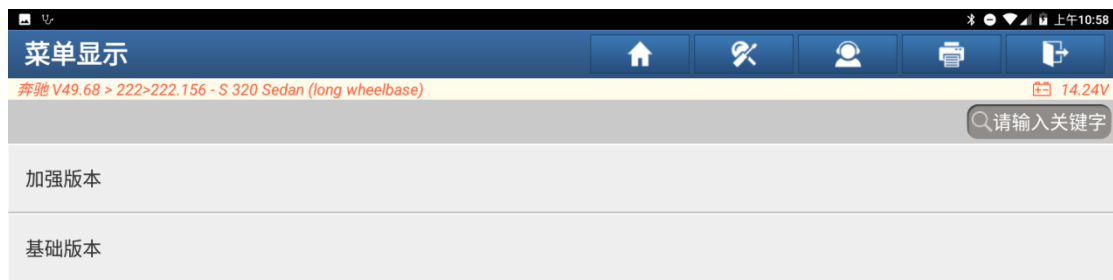 上午10:58
菜单显示
奔驰 V49.68 > 222>222.156 - S 320 Sedan (long wheelbase) 14.24V
请输入关键字
加强版本
基础版本